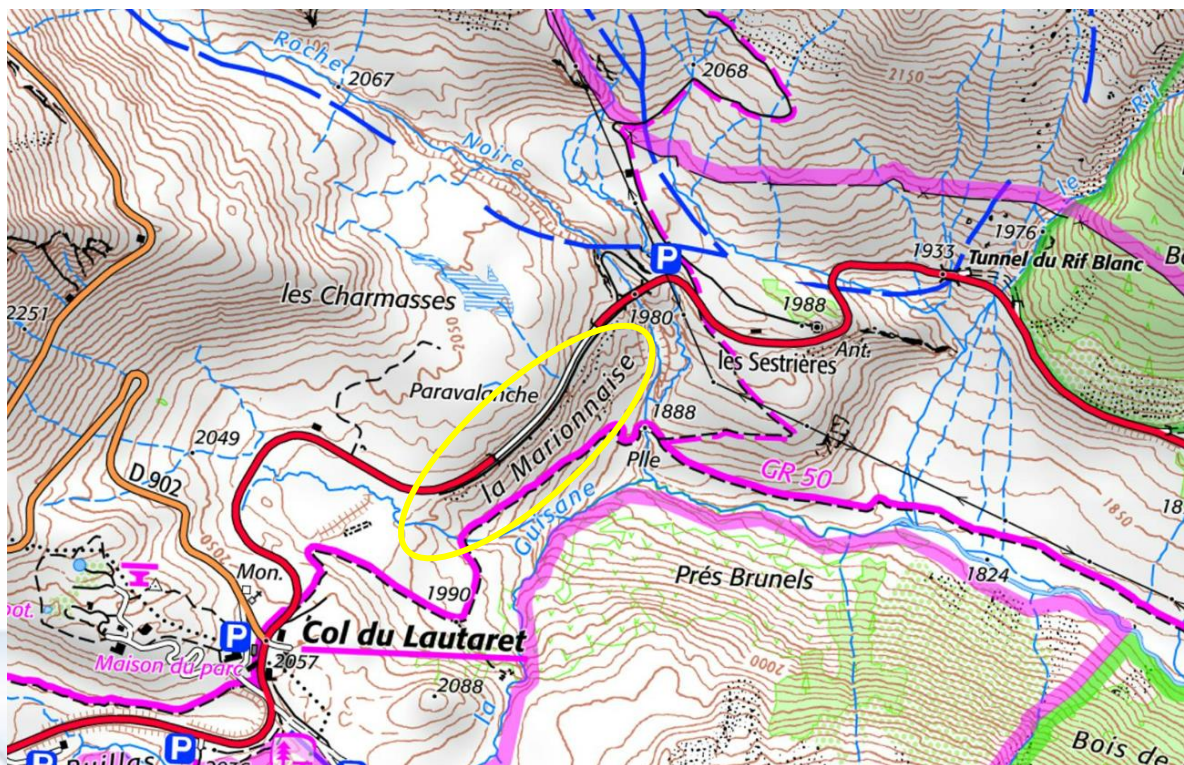 Roche
2067
Noire
2068
2150
le Rif
1976
1933
Tunnel du Rif Blanc
les Charmasses
2050
2251
P
1980
1988
Ant.
les Sestrières
Paravalanche
la Marionnaise
1888
Plle
GR 50
2049
D 902
2050
la Guisane
1850
Prés Brunels
1824
Mon.
1990
P
Col du Lautaret
Maison du parc
2057
2000
2088
P
P
Bois de